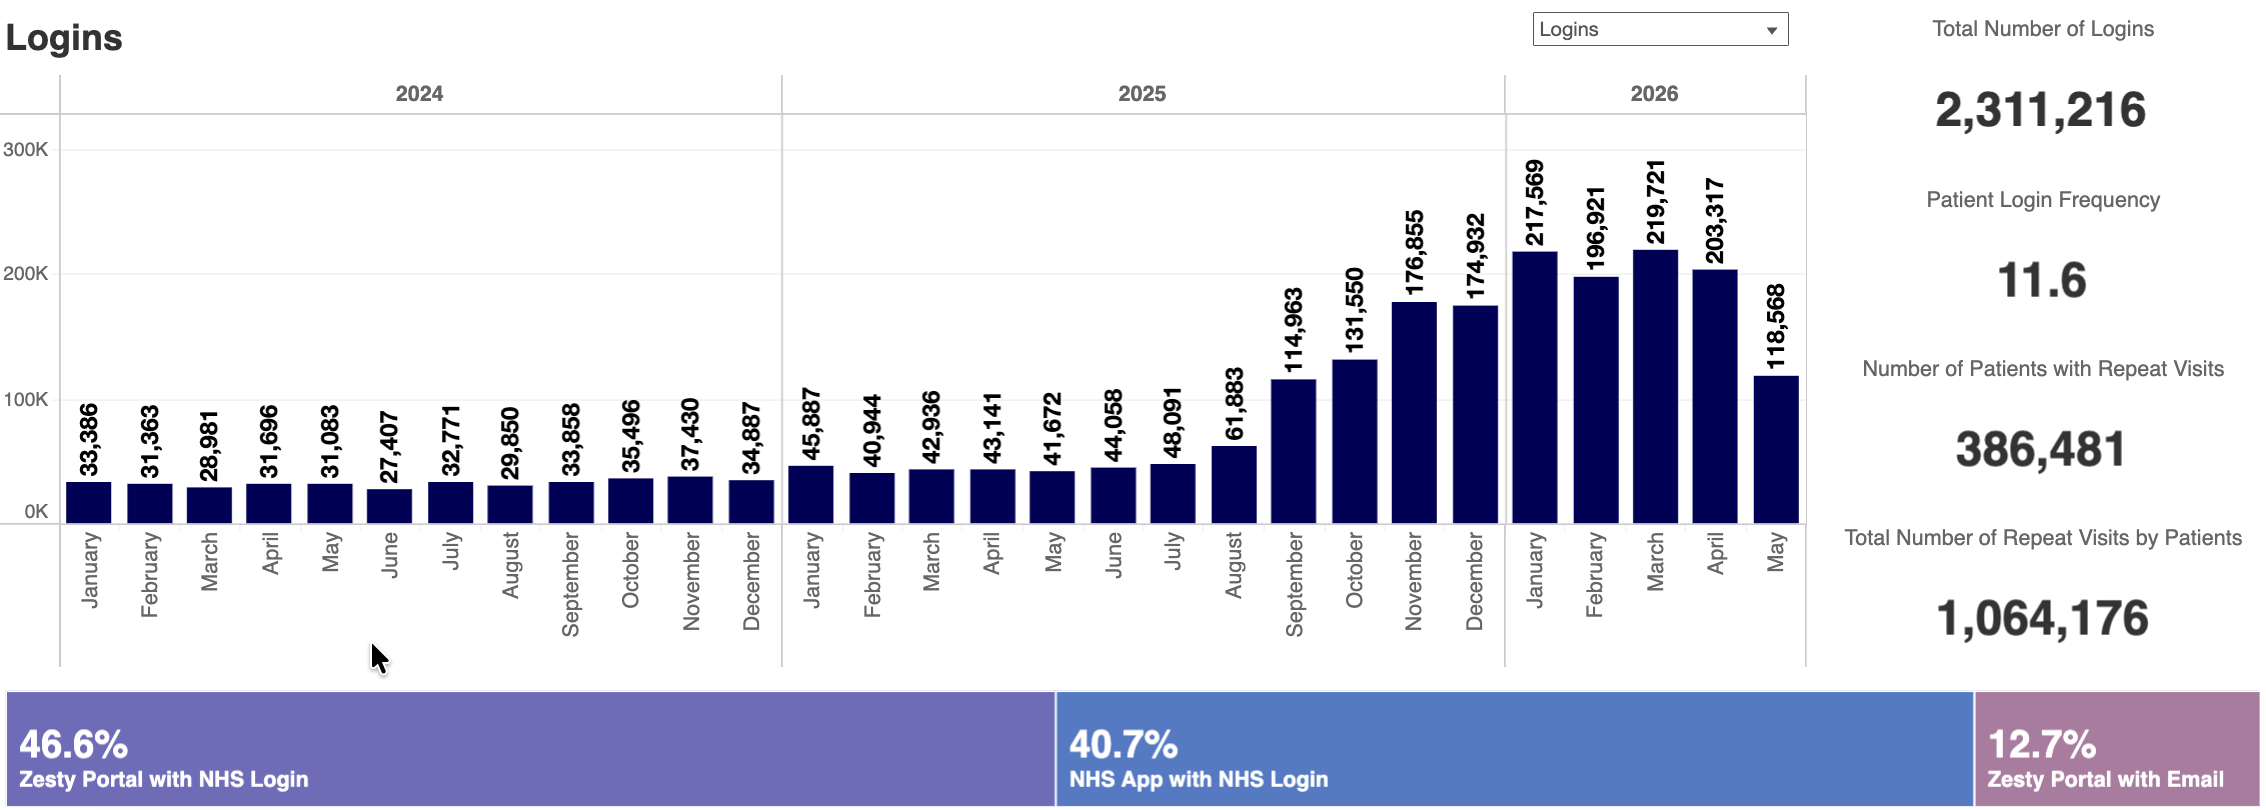 Logins
Logins
Total Number of Logins
2,311,216
Patient Login Frequency
11.6
Number of Patients with Repeat Visits
386,481
Total Number of Repeat Visits by Patients
1,064,176
2024 2025 2026
300K
200K
100K
0K
33,386 31,363 28,981 31,696 31,083 27,407 32,771 29,850 33,858 35,496 37,430 34,887 45,887 40,944 42,936 43,141 41,672 44,058 48,091 61,883 114,963 131,550 176,855 174,932 217,569 196,921 219,721 203,317 118,568
January February March April May June July August September October November December January February March April May June July August September October November December January February March April May
46.6%
Zesty Portal with NHS Login
40.7%
NHS App with NHS Login
12.7%
Zesty Portal with Email